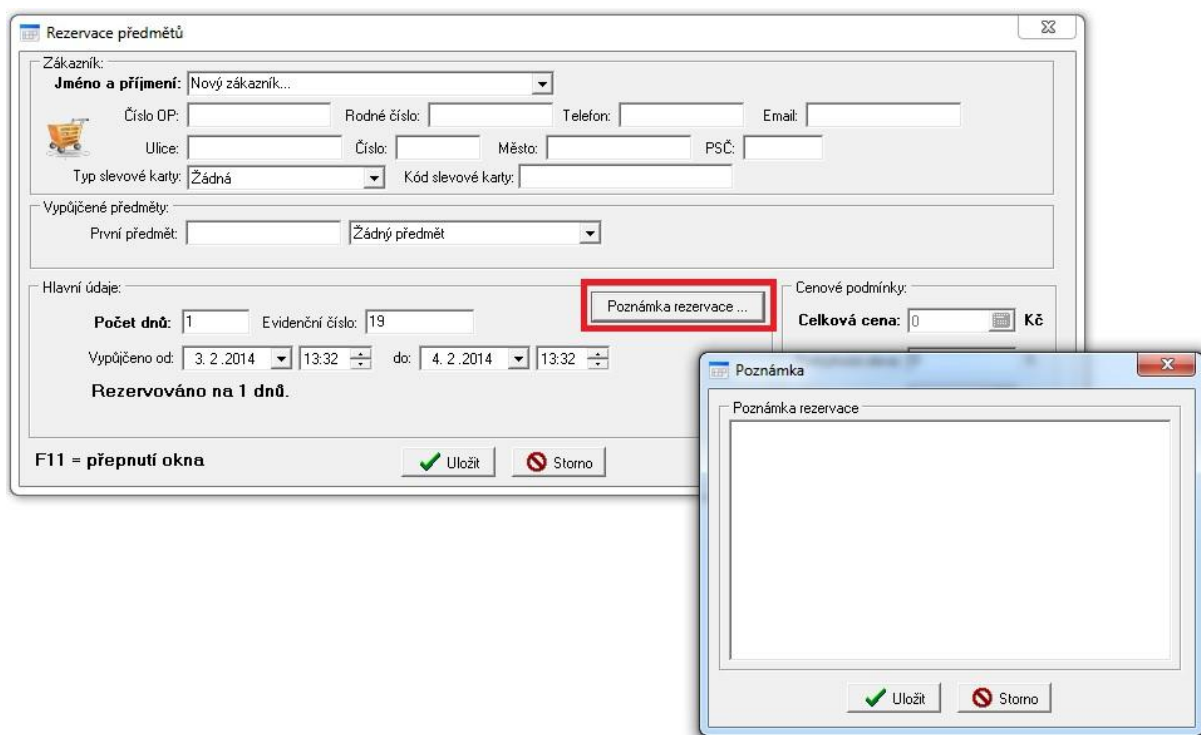 Rezervace předmětů
Zákazník:
Jméno a příjmení: Nový zákazník...
Číslo OP: Rodné číslo: Telefon: Email:
Ulice: Číslo: Město: PSČ:
Typ slevové karty: Žádná Kód slevové karty:
Vypůjčené předměty:
První předmět: Žádný předmět
Hlavní údaje: Poznámka rezervace ... Cenové podmínky:
Počet dnů: 1 Evidenční číslo: 19 Celková cena: 0 Kč
Vypůjčeno od: 3. 2. 2014 13:32 do: 4. 2. 2014 13:32
Rezervováno na 1 dnů.
F11 = přepnutí okna Uložit Storno
Poznámka
Poznámka rezervace
Uložit Storno